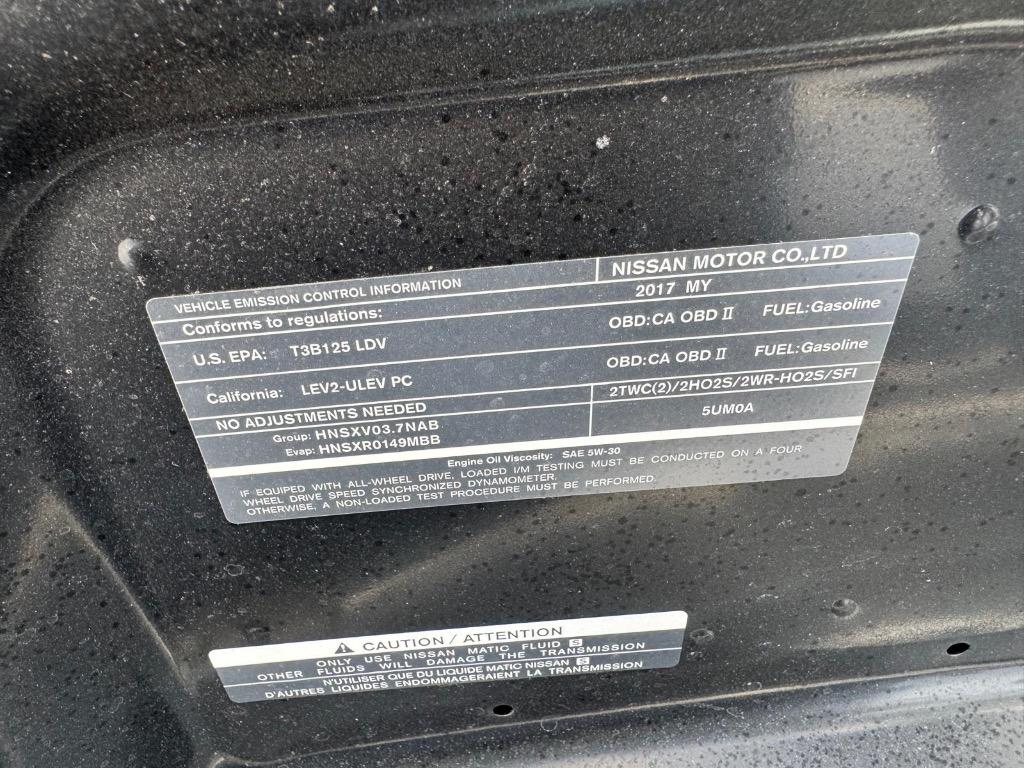 VEHICLE EMISSION CONTROL INFORMATION NISSAN MOTOR CO.,LTD
Conforms to regulations: 2017 MY
U.S. EPA: T3B125 LDV OBD:CA OBD II FUEL:Gasoline
California: LEV2-ULEV PC OBD:CA OBD II FUEL:Gasoline
NO ADJUSTMENTS NEEDED 2TWC(2)/2HO2S/2WR-HO2S/SFI
Group: HNSXV03.7NAB 5UM0A
Evap: HNSXR0149MBB
Engine Oil Viscosity: SAE 5W-30
IF EQUIPED WITH ALL-WHEEL DRIVE, LOADED I/M TESTING MUST BE CONDUCTED ON A FOUR
WHEEL DRIVE SPEED SYNCHRONIZED DYNAMOMETER.
OTHERWISE, A NON-LOADED TEST PROCEDURE MUST BE PERFORMED.
CAUTION / ATTENTION
ONLY USE NISSAN MATIC FLUID S
OTHER FLUIDS WILL DAMAGE THE TRANSMISSION
N'UTILISER QUE DU LIQUIDE MATIC NISSAN S
D'AUTRES LIQUIDES ENDOMMAGERAIENT LA TRANSMISSION